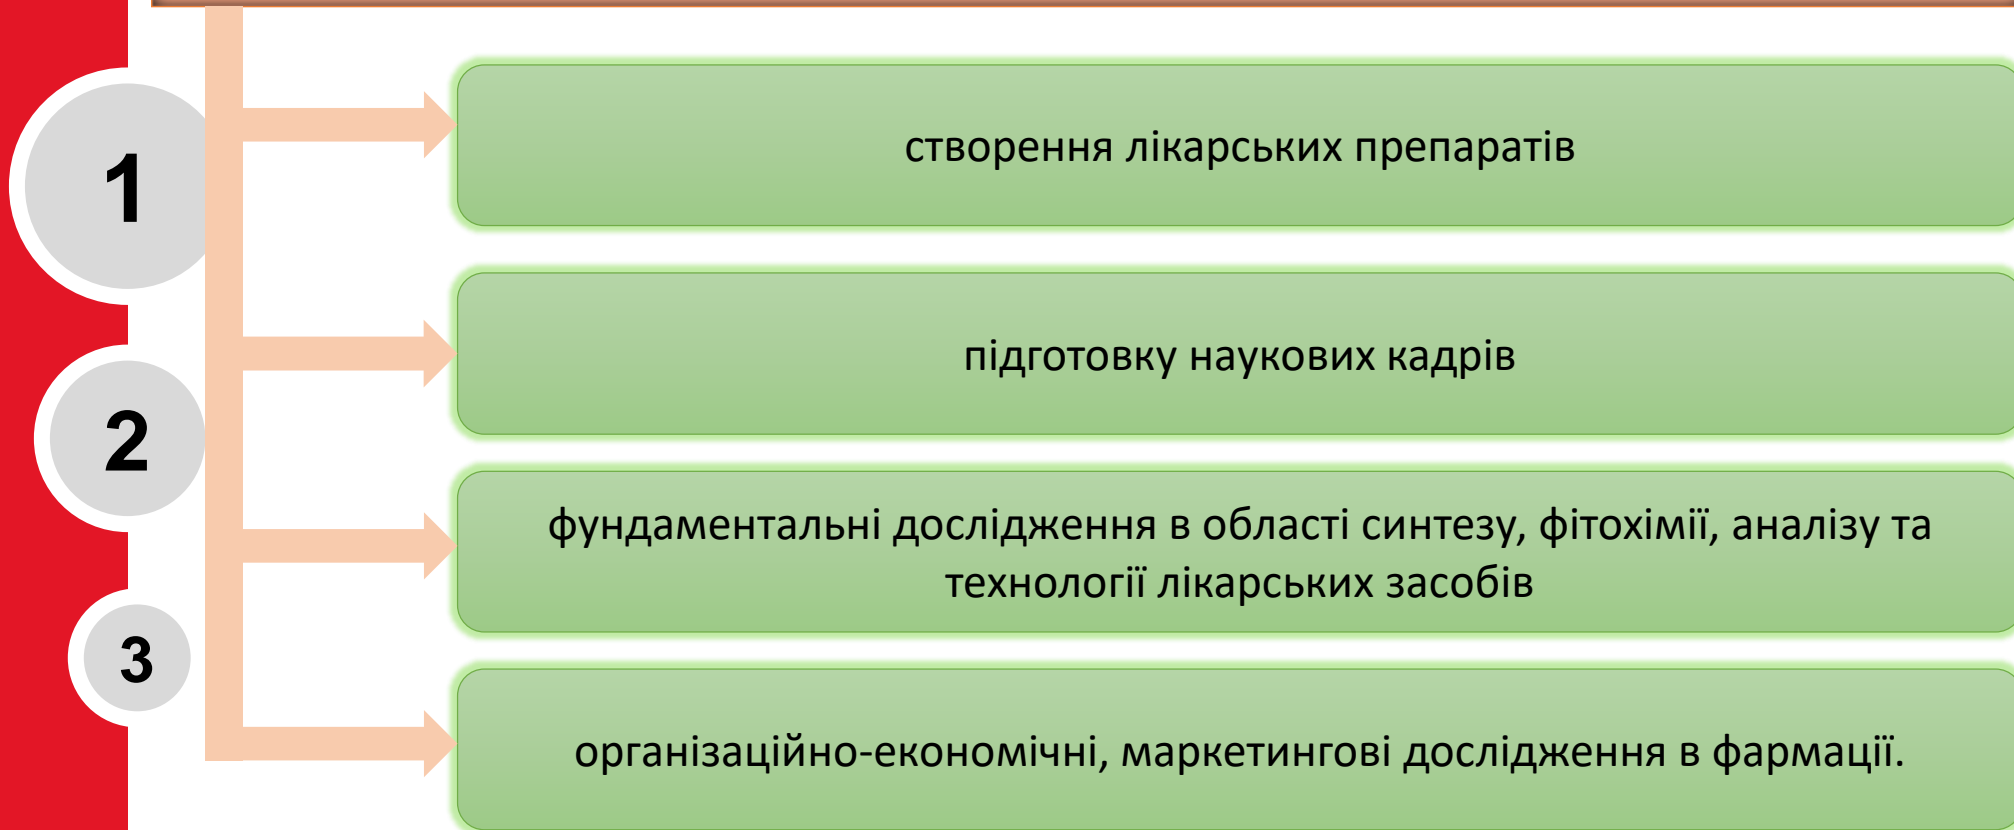 1
створення лікарських препаратів
підготовку наукових кадрів
2
фундаментальні дослідження в області синтезу, фітохімії, аналізу та
технології лікарських засобів
3
організаційно-економічні, маркетингові дослідження в фармації.